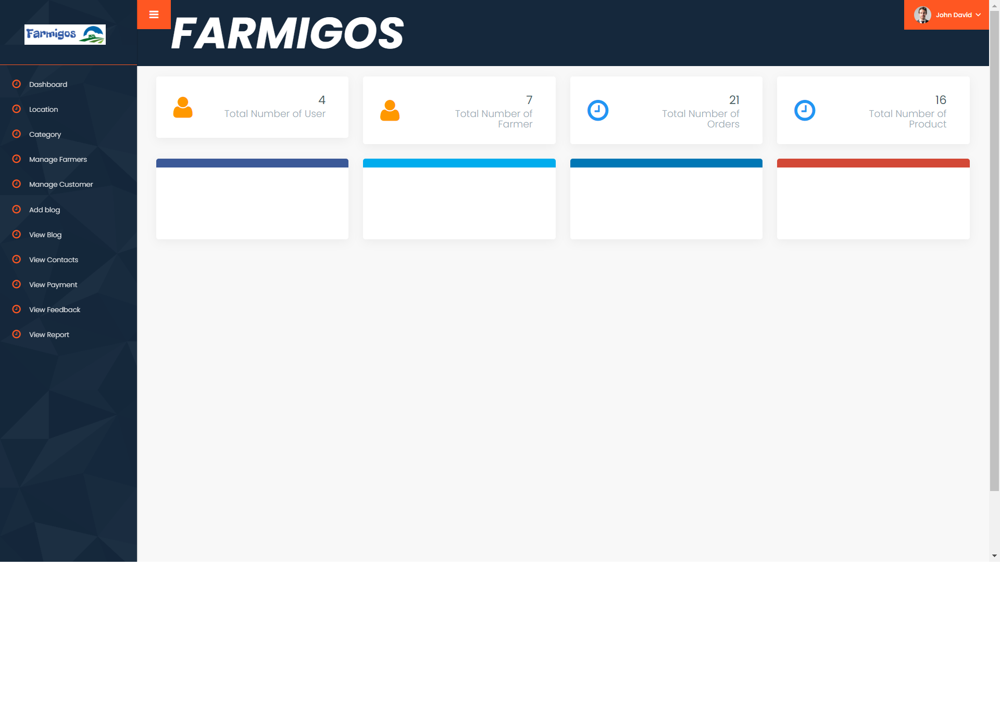 Farmigos
FARMIGOS
John David
Dashboard
Location
Category
Manage Farmers
Manage Customer
Add blog
View Blog
View Contacts
View Payment
View Feedback
View Report
4
Total Number of User
7
Total Number of
Farmer
21
Total Number of
Orders
16
Total Number of
Product